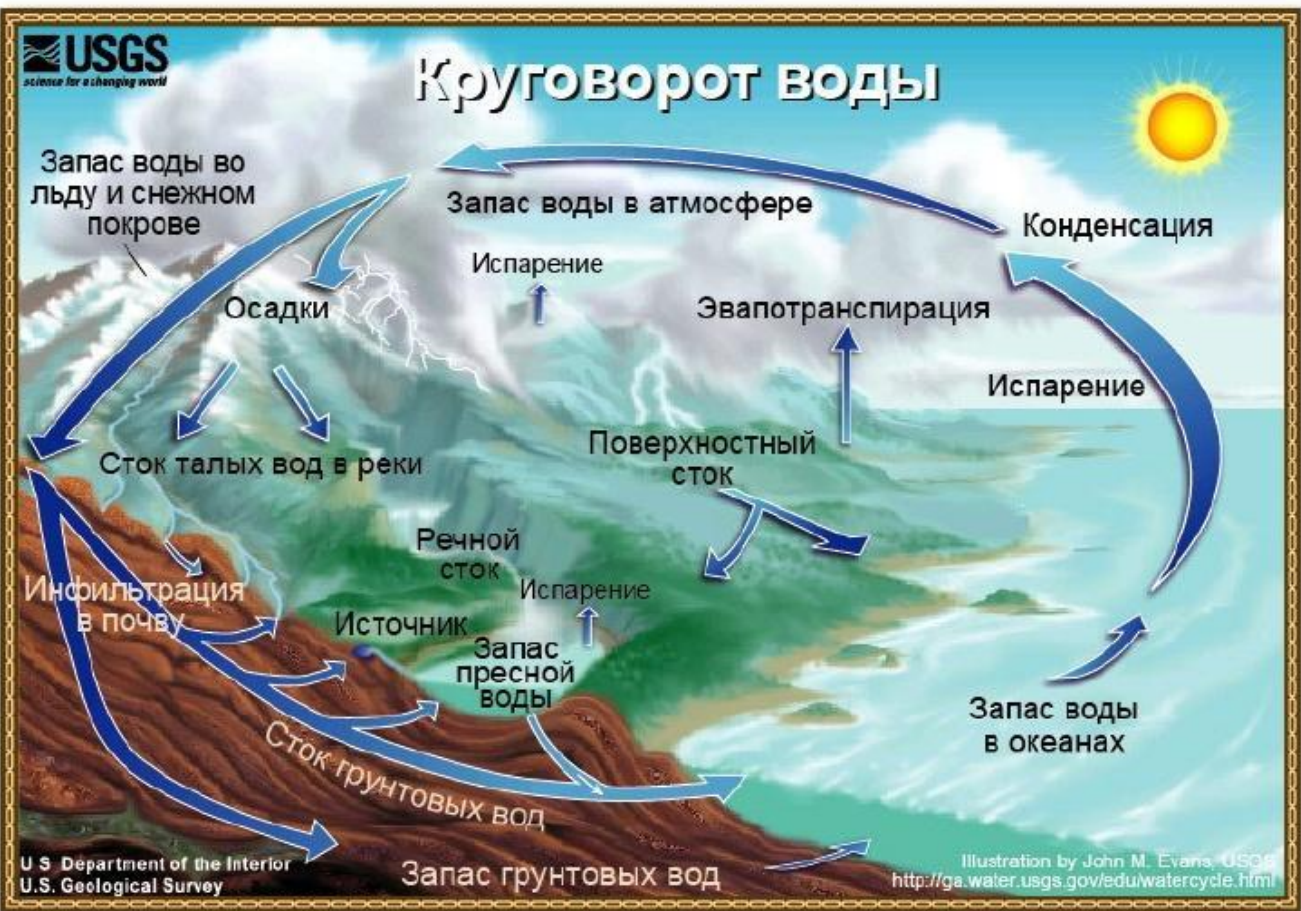 USGS
science for a changing world
Круговорот воды
Запас воды во
льду и снежном
покрове
Запас воды в атмосфере
Конденсация
Испарение
Осадки
Эвапотранспирация
Испарение
Поверхностный
сток
Сток талых вод в реки
Речной
сток
Испарение
Инфильтрация
в почву
Источник
Запас
пресной
воды
Запас воды
в океанах
Сток грунтовых вод
Запас грунтовых вод
U S Department of the Interior
U.S. Geological Survey
Illustration by John M. Evans, USGS
http://ga.water.usgs.gov/edu/watercycle.html